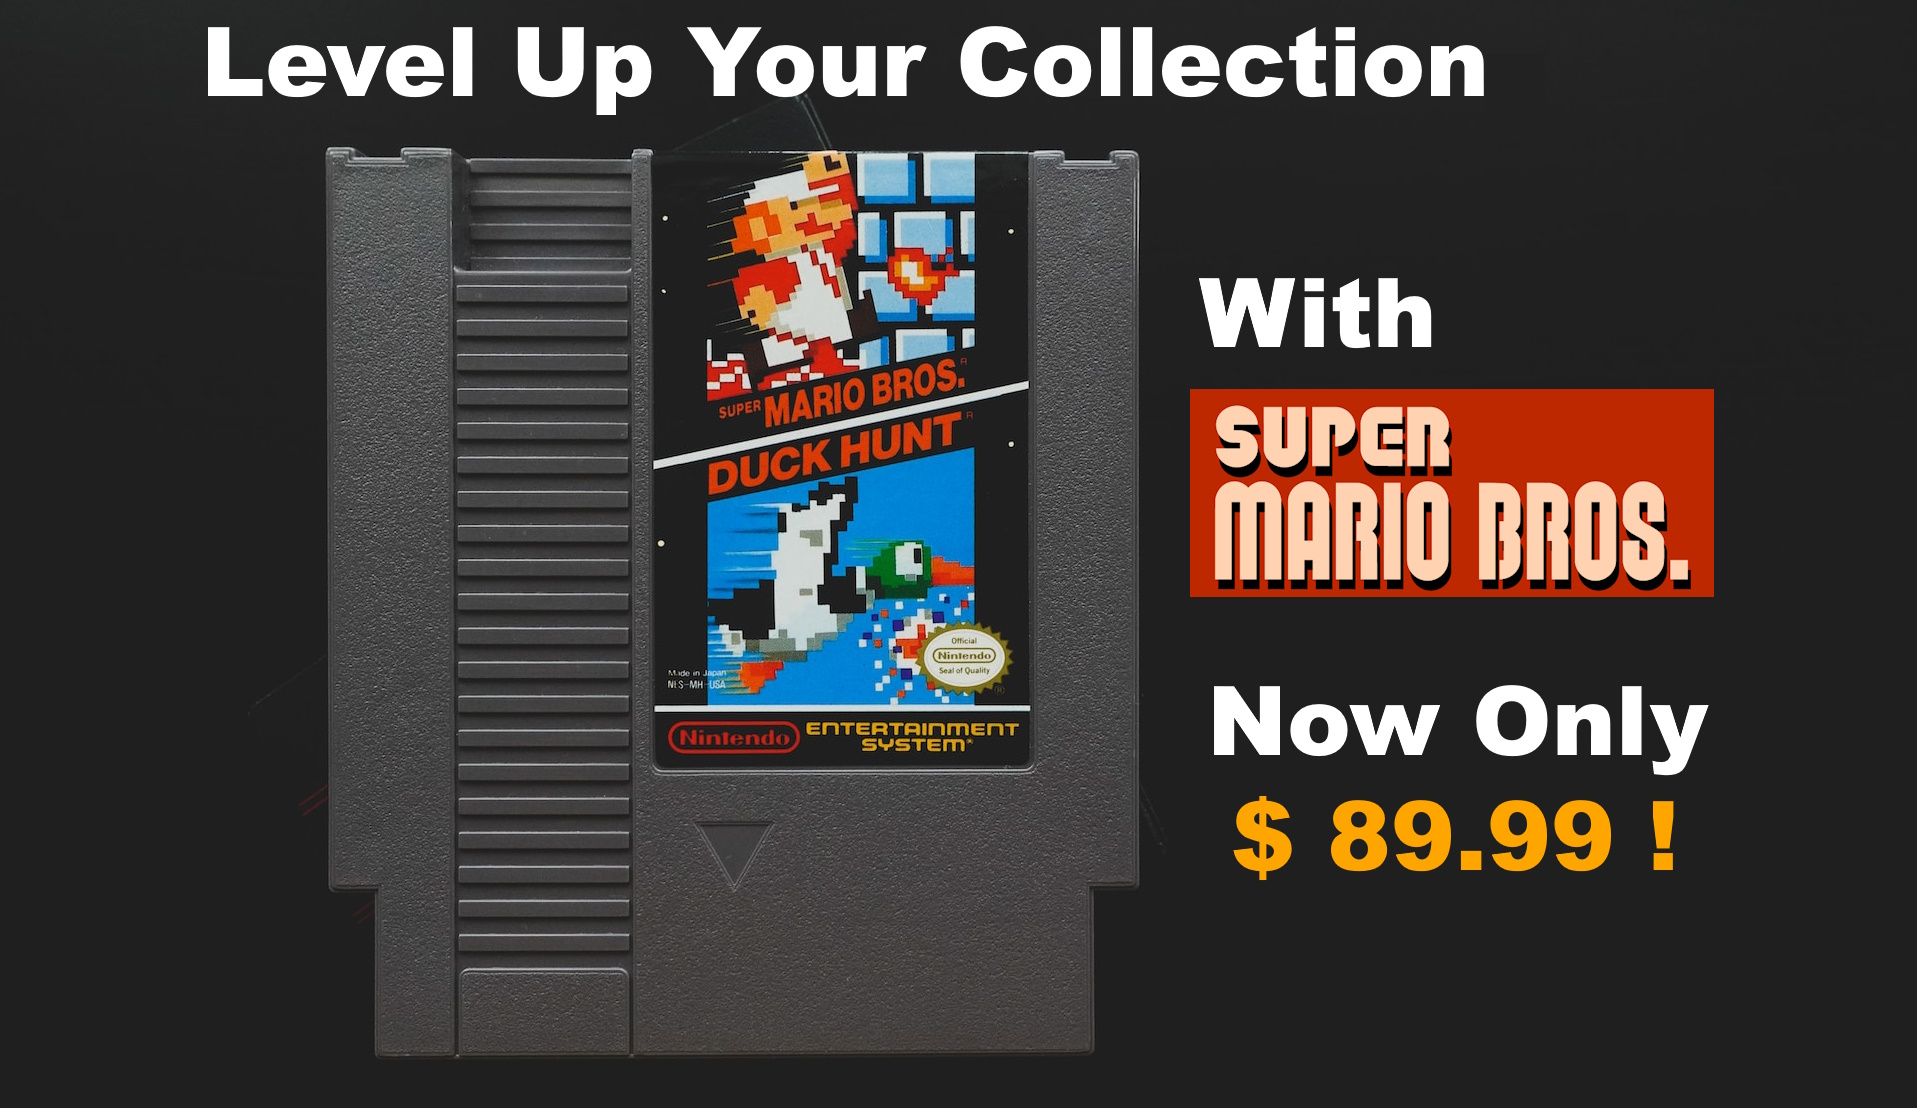 Level Up Your Collection
SUPER MARIO BROS.
DUCK HUNT
Official
Nintendo
Seal of Quality
Made in Japan
NES-MH-USA
Nintendo ENTERTAINMENT
SYSTEM
With
SUPER
MARIO BROS.
Now Only
$ 89.99 !